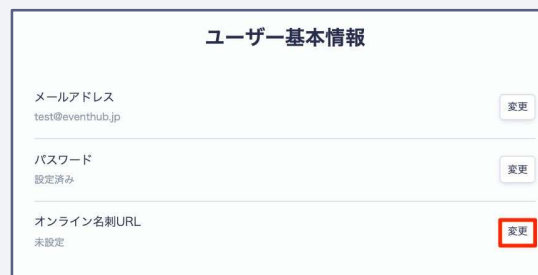 ユーザー基本情報
メールアドレス
test@eventhub.jp
変更
パスワード
設定済み
変更
オンライン名刺URL
未設定
変更